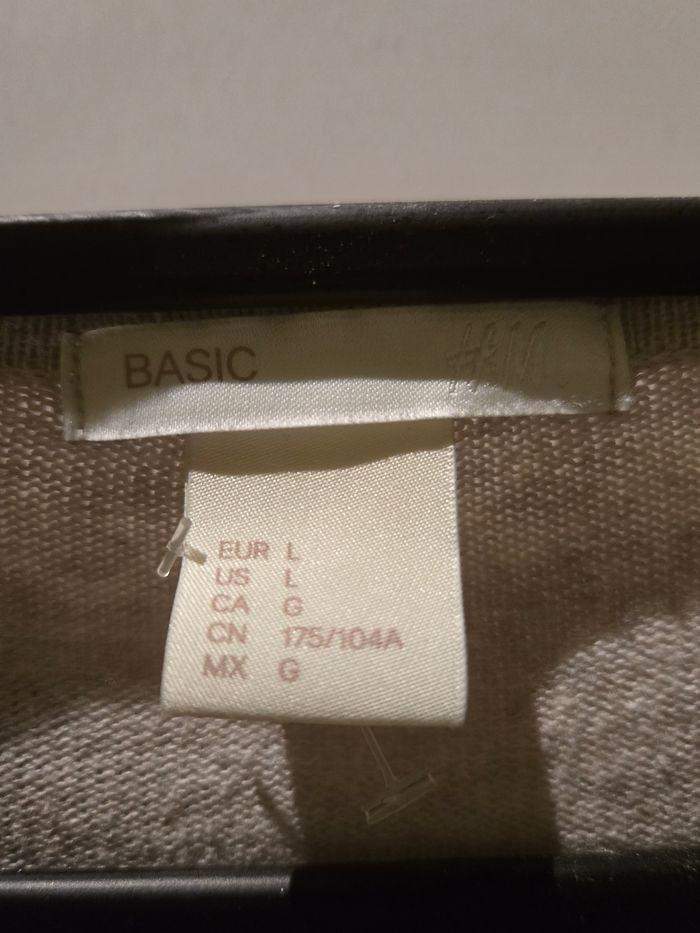 BASIC H&M
EUR L
US L
CA G
CN 175/104A
MX G